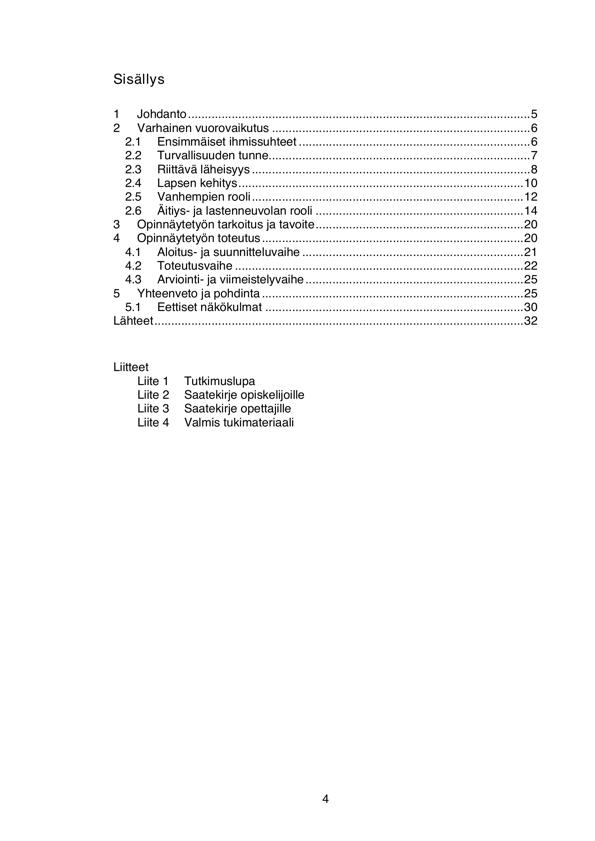 Sisällys
1 Johdanto.......................................................................................................5
2 Varhainen vuorovaikutus ..............................................................................6
2.1 Ensimmäiset ihmissuhteet ......................................................................6
2.2 Turvallisuuden tunne...............................................................................7
2.3 Riittävä läheisyys ....................................................................................8
2.4 Lapsen kehitys......................................................................................10
2.5 Vanhempien rooli..................................................................................12
2.6 Äitiys- ja lastenneuvolan rooli ...............................................................14
3 Opinnäytetyön tarkoitus ja tavoite...............................................................20
4 Opinnäytetyön toteutus...............................................................................20
4.1 Aloitus- ja suunnitteluvaihe ...................................................................21
4.2 Toteutusvaihe .......................................................................................22
4.3 Arviointi- ja viimeistelyvaihe..................................................................25
5 Yhteenveto ja pohdinta...............................................................................25
5.1 Eettiset näkökulmat ..............................................................................30
Lähteet...............................................................................................................32
Liitteet
Liite 1 Tutkimuslupa
Liite 2 Saatekirje opiskelijoille
Liite 3 Saatekirje opettajille
Liite 4 Valmis tukimateriaali
4